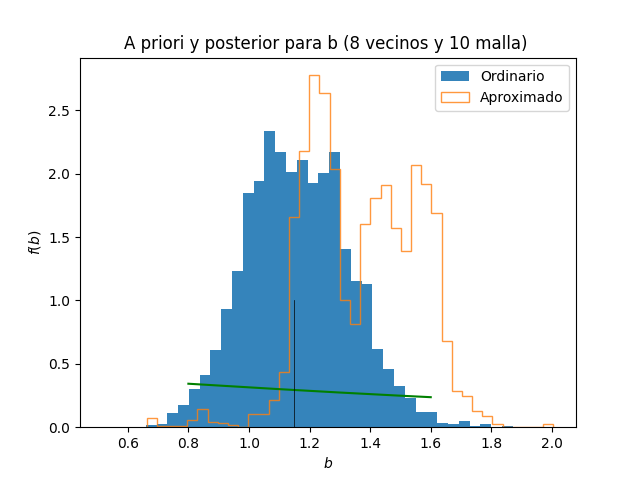 A priori y posterior para b (8 vecinos y 10 malla)
Ordinario
Aproximado
2.5
2.0
1.5
1.0
0.5
0.0
f(b)
0.6 0.8 1.0 1.2 1.4 1.6 1.8 2.0
b